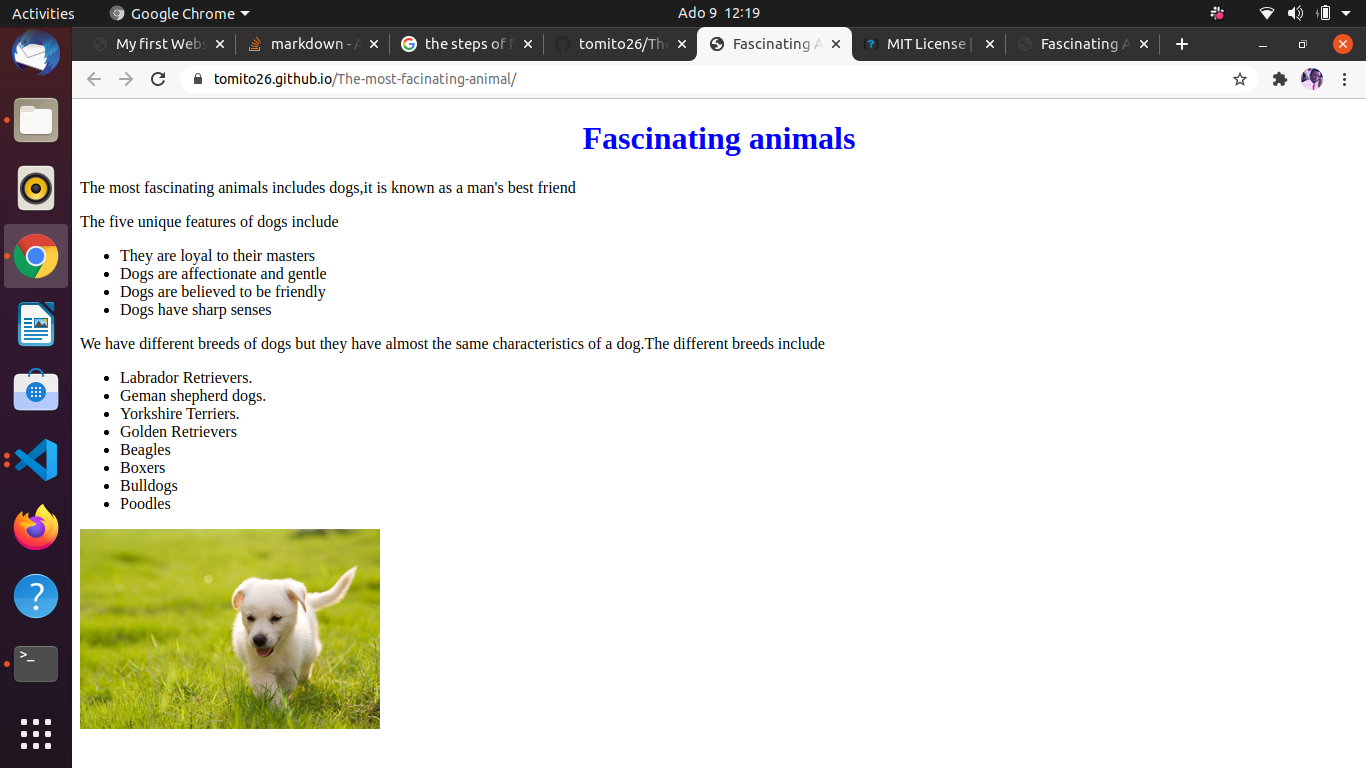 Activities
Google Chrome
Ado 9 12:19
My first Webs
markdown - A
the steps of f
tomito26/The
Fascinating A
MIT License |
Fascinating A
tomito26.github.io/The-most-facinating-animal/
Fascinating animals
The most fascinating animals includes dogs,it is known as a man's best friend
The five unique features of dogs include
They are loyal to their masters
Dogs are affectionate and gentle
Dogs are believed to be friendly
Dogs have sharp senses
We have different breeds of dogs but they have almost the same characteristics of a dog.The different breeds include
Labrador Retrievers.
Geman shepherd dogs.
Yorkshire Terriers.
Golden Retrievers
Beagles
Boxers
Bulldogs
Poodles